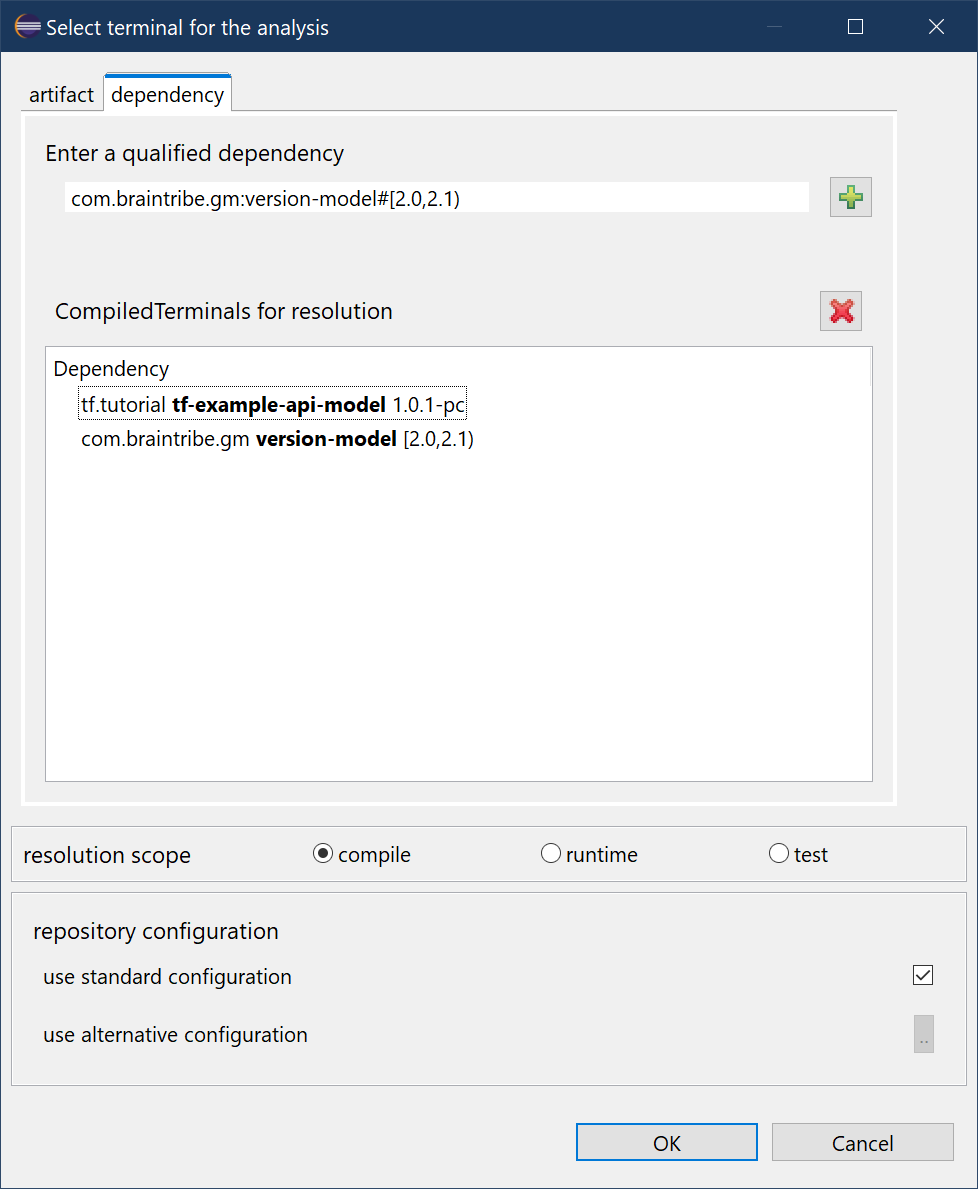 Select terminal for the analysis
artifact
dependency
Enter a qualified dependency
com.braintribe.gm:version-model#[2.0,2.1)
CompiledTerminals for resolution
Dependency
tf.tutorial tf-example-api-model 1.0.1-pc
com.braintribe.gm version-model [2.0,2.1)
resolution scope
compile
runtime
test
repository configuration
use standard configuration
use alternative configuration
..
OK
Cancel